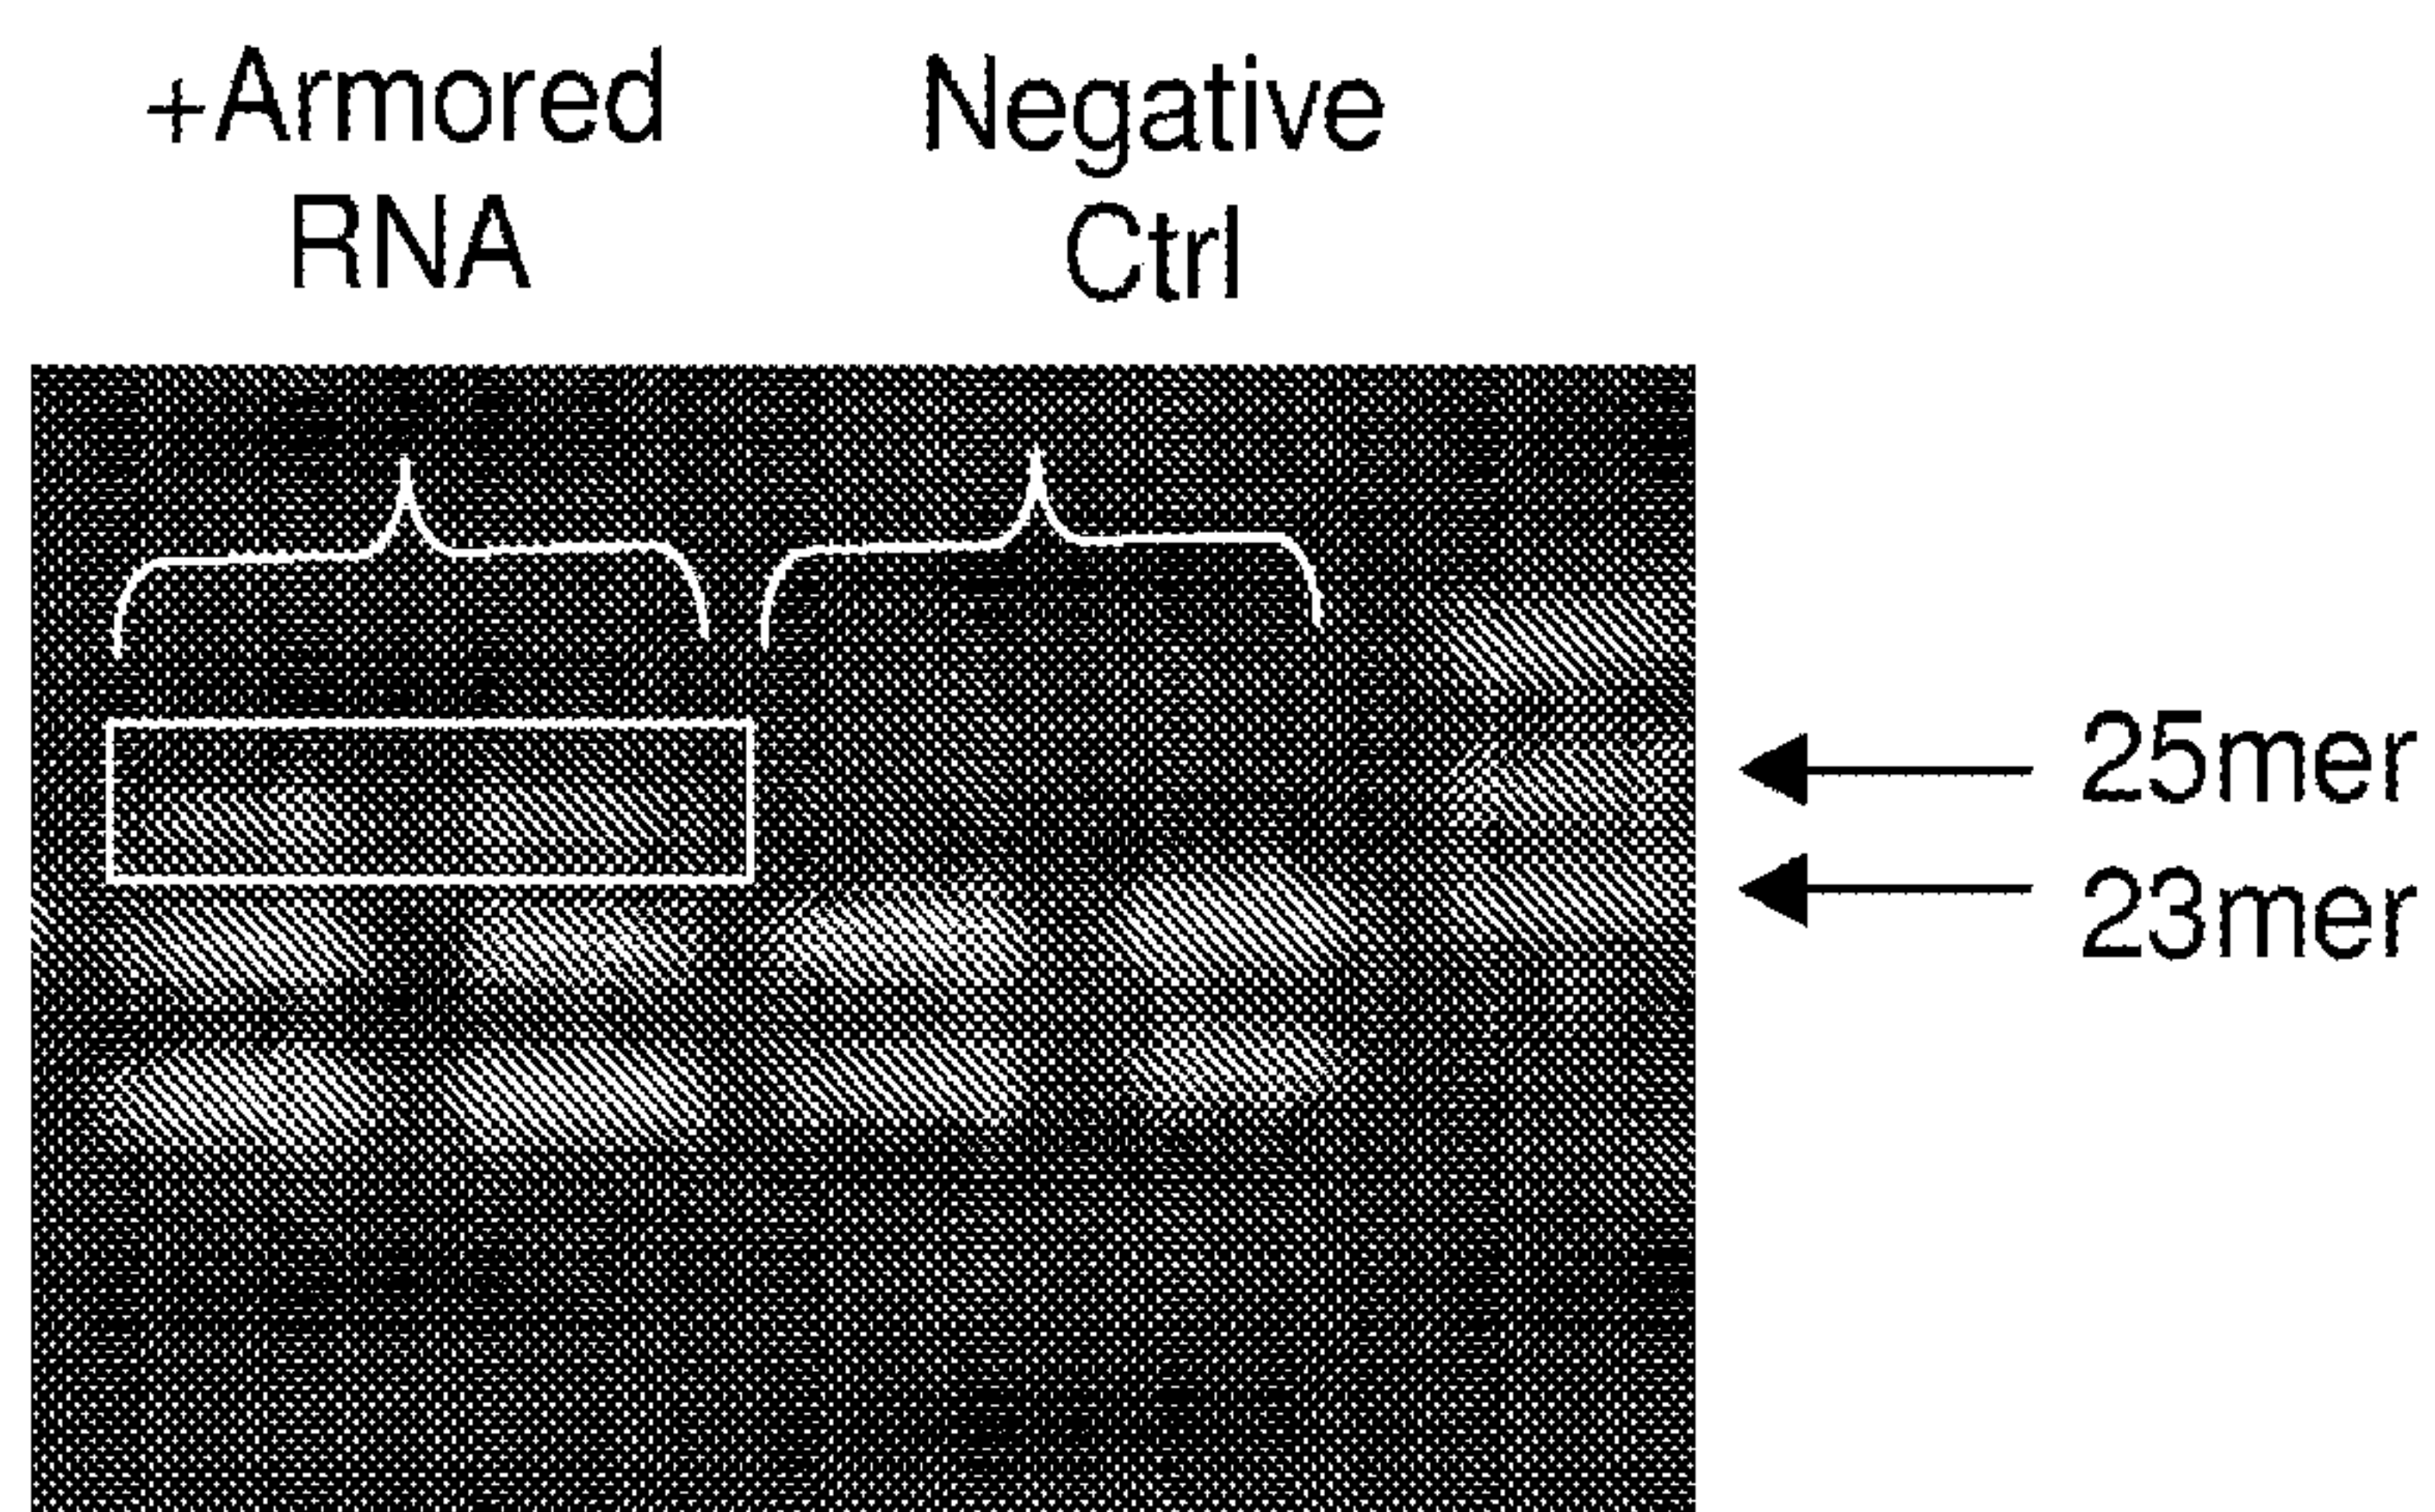 +Armored
RNA
Negative
Ctrl
25mer
23mer